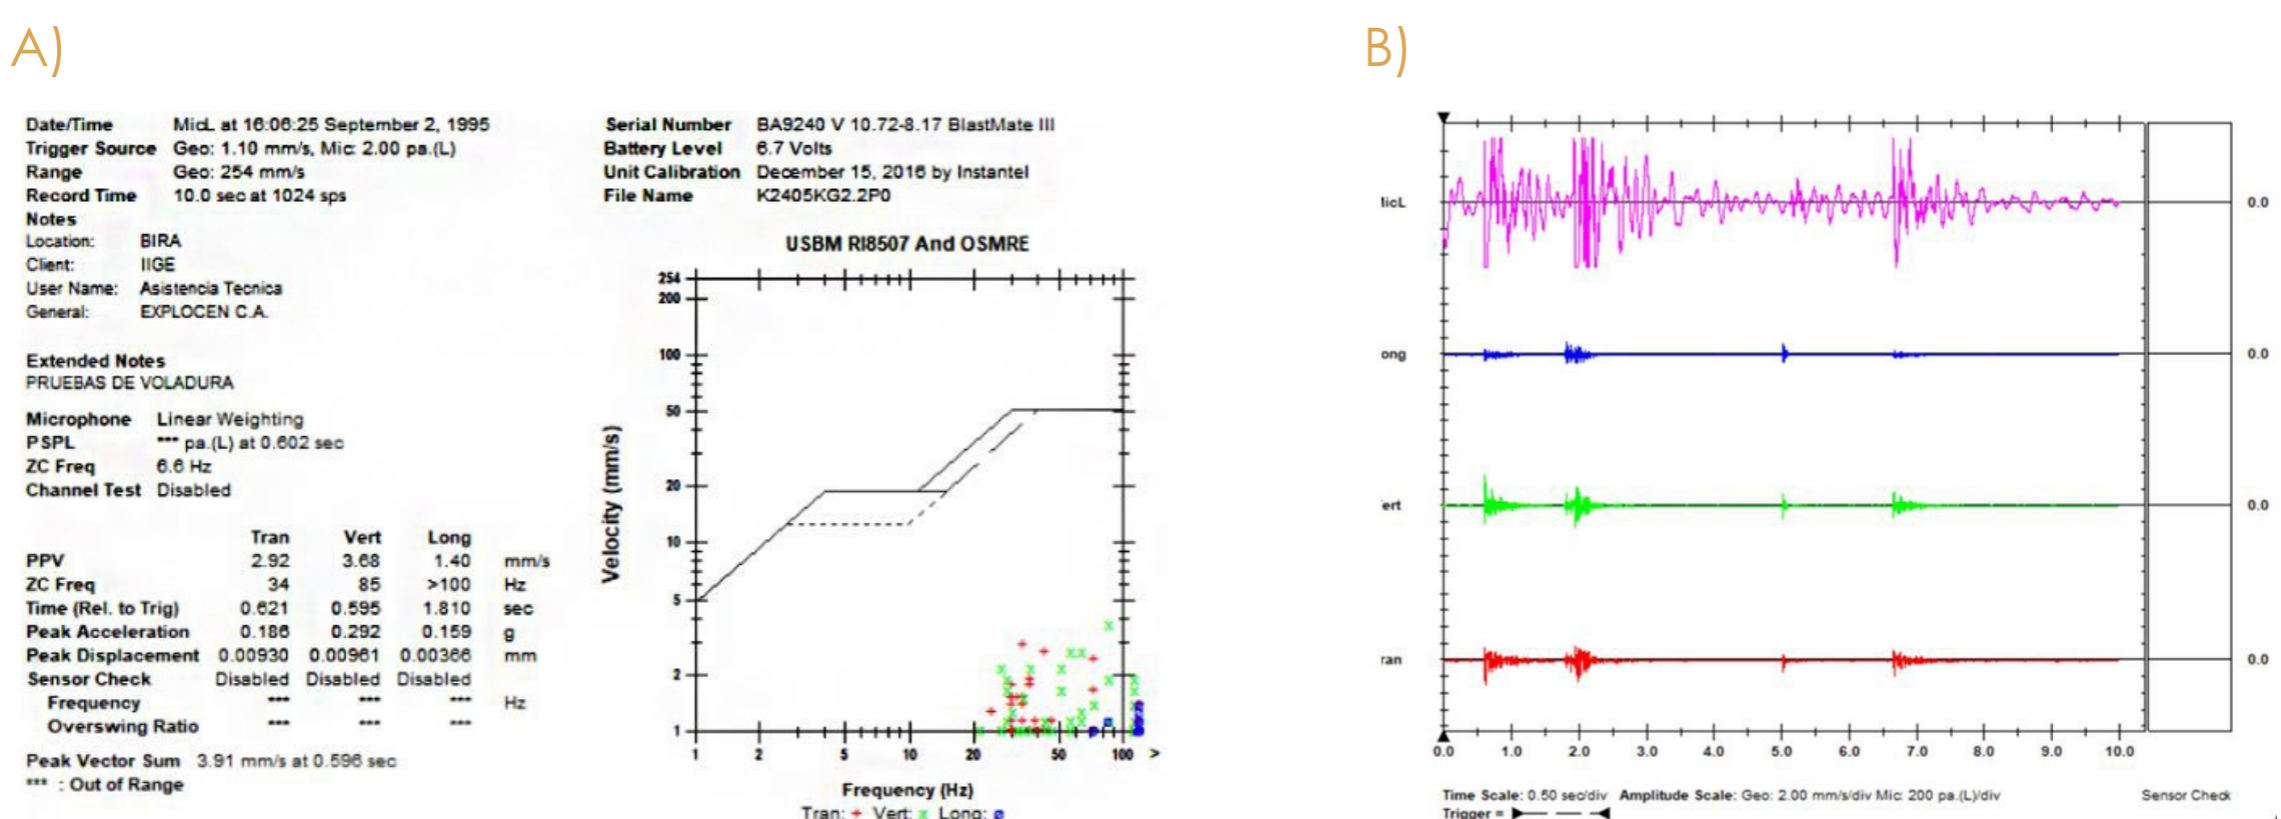 A)
Date/Time MicL at 16:06:25 September 2, 1995
Trigger Source Geo: 1.10 mm/s, Mic: 2.00 pa.(L)
Range Geo: 254 mm/s
Record Time 10.0 sec at 1024 sps
Notes
Location: BIRA
Client: IIGE
User Name: Asistencia Tecnica
General: EXPLOCEN C.A.
Extended Notes
PRUEBAS DE VOLADURA
Microphone Linear Weighting
PSPL *** pa.(L) at 0.602 sec
ZC Freq 6.6 Hz
Channel Test Disabled
Tran Vert Long
PPV 2.92 3.68 1.40 mm/s
ZC Freq 34 85 >100 Hz
Time (Rel. to Trig) 0.621 0.595 1.810 sec
Peak Acceleration 0.186 0.292 0.159 g
Peak Displacement 0.00930 0.00961 0.00366 mm
Sensor Check Disabled Disabled Disabled
Frequency *** *** *** Hz
Overswing Ratio *** *** ***
Peak Vector Sum 3.91 mm/s at 0.596 sec
*** : Out of Range
Serial Number BA9240 V 10.72-8.17 BlastMate III
Battery Level 6.7 Volts
Unit Calibration December 15, 2016 by Instantel
File Name K2405KG2.2P0
USBM RI8507 And OSMRE
254
200
100
50
20
10
5
2
1
Velocity (mm/s)
1 2 5 10 20 50 100 >
Frequency (Hz)
Tran: + Vert: x Long: ø
B)
licL 0.0
ong 0.0
ert 0.0
ran 0.0
0.0 1.0 2.0 3.0 4.0 5.0 6.0 7.0 8.0 9.0 10.0
Time Scale: 0.50 sec/div Amplitude Scale: Geo: 2.00 mm/s/div Mic: 200 pa.(L)/div Sensor Check
Trigger =